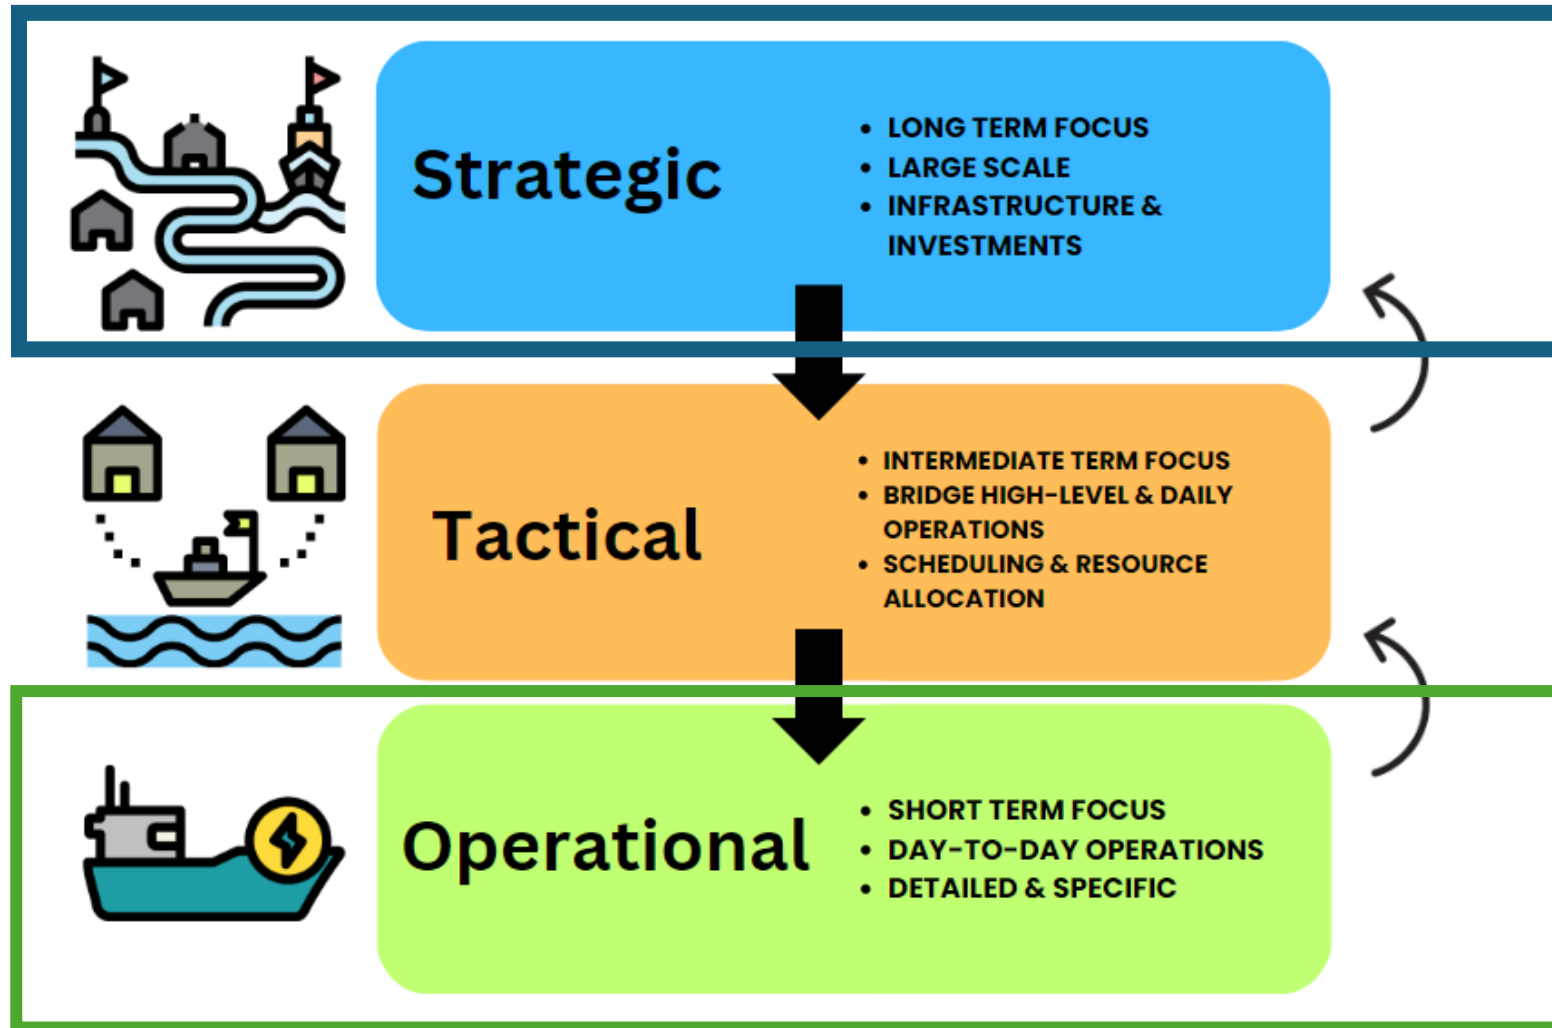 Strategic
• LONG TERM FOCUS
• LARGE SCALE
• INFRASTRUCTURE &
INVESTMENTS
Tactical
• INTERMEDIATE TERM FOCUS
• BRIDGE HIGH-LEVEL & DAILY
OPERATIONS
• SCHEDULING & RESOURCE
ALLOCATION
Operational
• SHORT TERM FOCUS
• DAY-TO-DAY OPERATIONS
• DETAILED & SPECIFIC